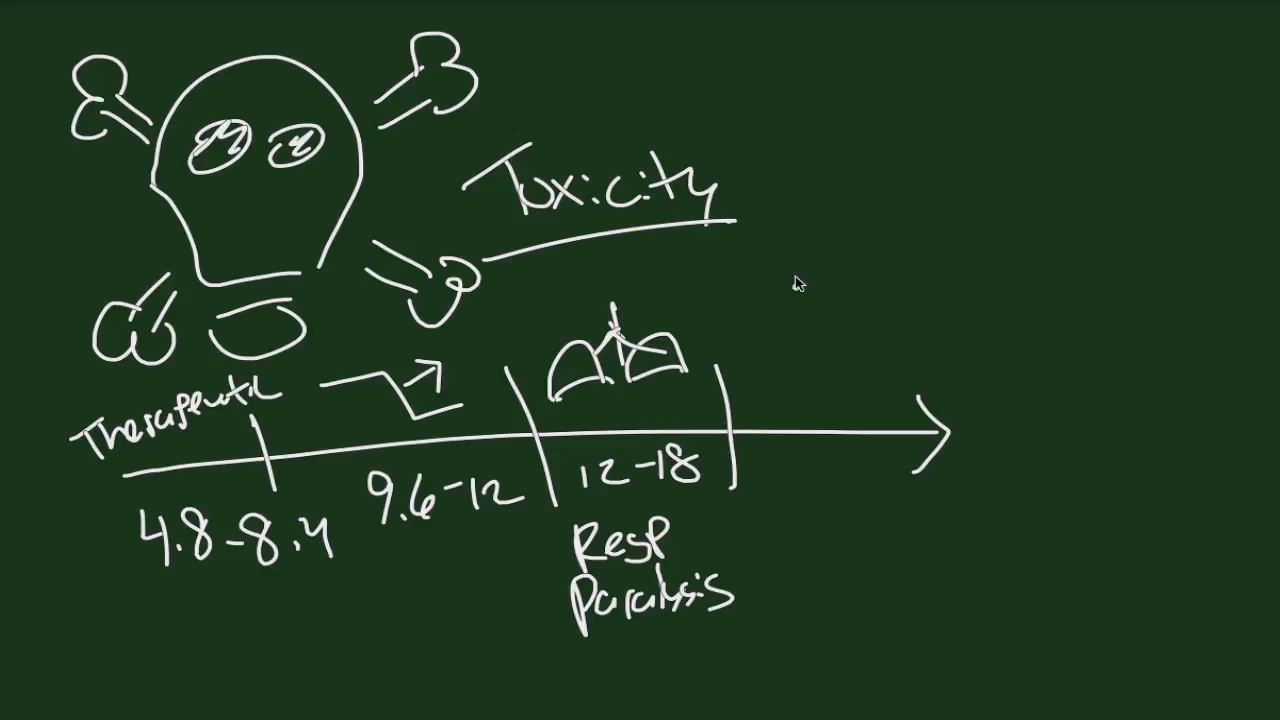 Toxicity
Therapeutic
4.8-8.4
9.6-12
12-18
Resp
Paralysis